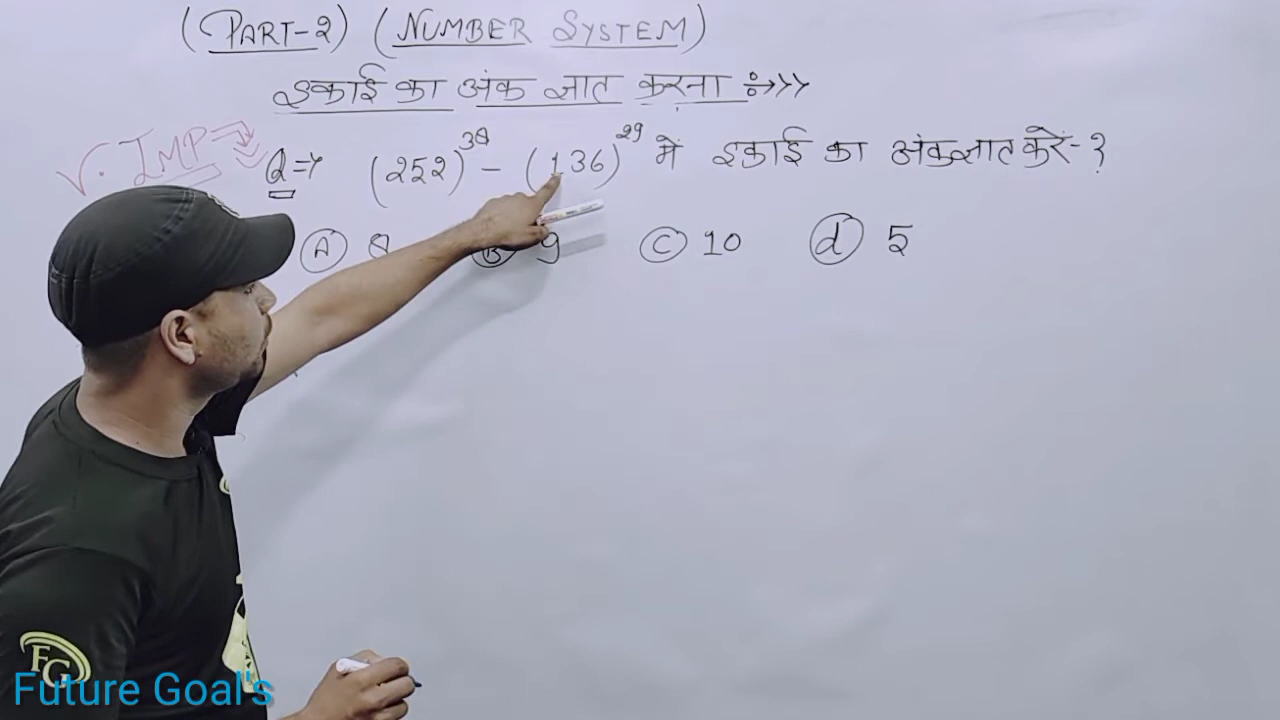 (PART-2) (NUMBER SYSTEM)
इकाई का अंक ज्ञात करना
V. IMP
Q (252)^38 - (136)^29 में इकाई का अंक ज्ञात करें-?
(A) 8 (B) 9 (C) 10 (d) 5
FG
Future Goal's